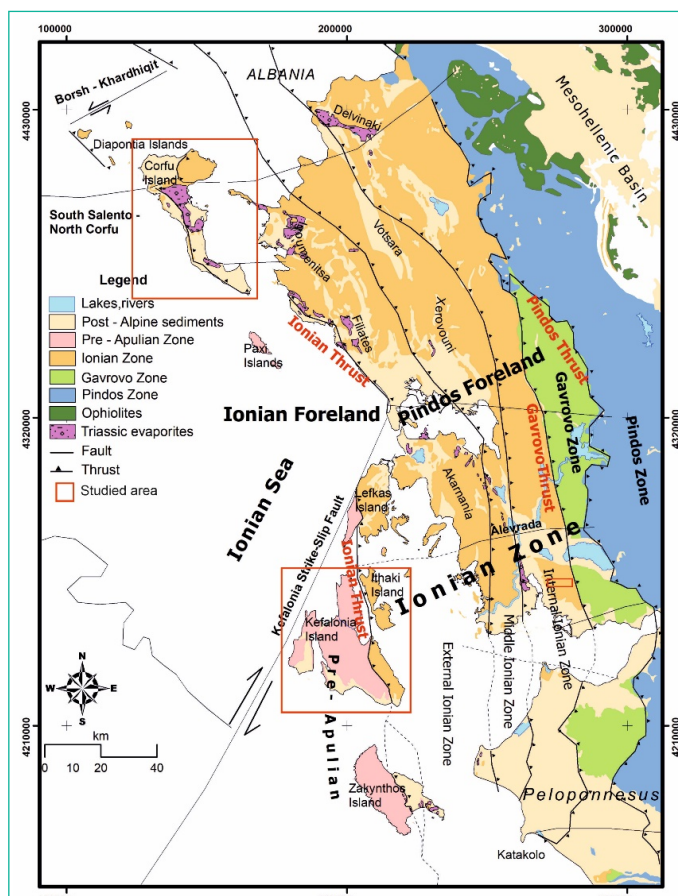 100000
200000
300000
4430000
4320000
4210000
4320000
4210000
ALBANIA
Borsh - Khardhiqit
Diapontia Islands
Corfu
Island
Delvinaki
Mesohellenic Basin
South Salento -
North Corfu
Votsara
Filiates
Xerovouni
Paxi
Islands
Ionian Thrust
Ionian Foreland
Pindos Foreland
Pindos Thrust
Gavrovo Zone
Gavrovo Thrust
Pindos Zone
Legend
Lakes,rivers
Post - Alpine sediments
Pre - Apulian Zone
Ionian Zone
Gavrovo Zone
Pindos Zone
Ophiolites
Triassic evaporites
Fault
Thrust
Studied area
Ionian Sea
Kefalonia Strike-Slip Fault
Lefkas
Island
Akarnania
Alevrada
Ionian Zone
Ionian Thrust
Ithaki
Island
Kefalonia
Island
Pre - Apulian
External Ionian Zone
Middle Ionian Zone
Internal Ionian Zone
N
W
E
S
km
0 10 20 40
Zakynthos
Island
Peloponnesus
Katakolo